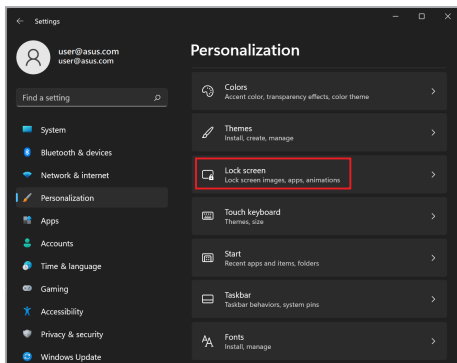 Settings
user@asus.com
user@asus.com
Find a setting
System
Bluetooth & devices
Network & internet
Personalization
Apps
Accounts
Time & language
Gaming
Accessibility
Privacy & security
Windows Update
Personalization
Colors
Accent color, transparency effects, color theme
Themes
Install, create, manage
Lock screen
Lock screen images, apps, animations
Touch keyboard
Themes, size
Start
Recent apps and items, folders
Taskbar
Taskbar behaviors, system pins
Fonts
Install, manage